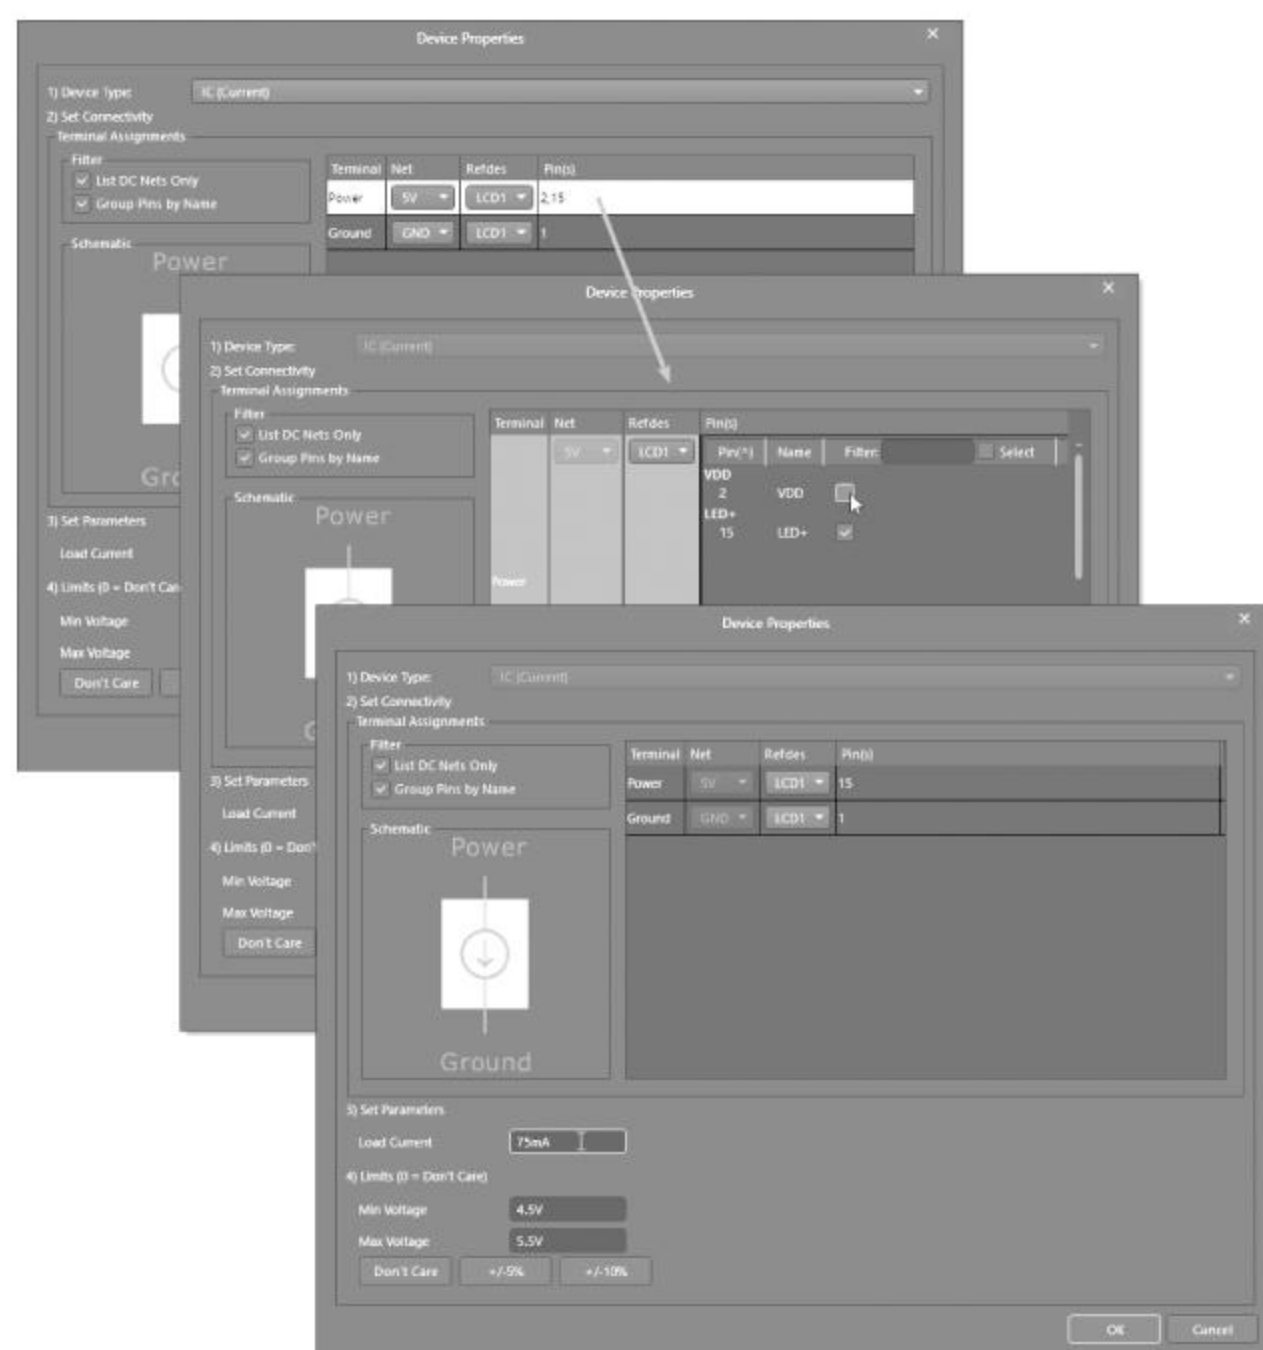 Device Properties
1) Device Type: IC (Current)
2) Set Connectivity
Terminal Assignments
Filter
List DC Nets Only
Group Pins by Name
Terminal Net Refdes Pin(s)
Power 5V LCD1 2,15
Ground GND LCD1 1
Schematic
Power
3) Set Parameters
Load Current
Min Voltage
Max Voltage
Don't Care
Device Properties
1) Device Type: IC (Current)
2) Set Connectivity
Terminal Assignments
Filter
List DC Nets Only
Group Pins by Name
Terminal Net Refdes Pin(s)
5V LCD1 Pin(^) Name Filter: Select
VDD
2 VDD
LED+
15 LED+
Power
Schematic
Power
3) Set Parameters
Load Current
Min Voltage
Max Voltage
Don't Care
Device Properties
1) Device Type: IC (Current)
2) Set Connectivity
Terminal Assignments
Filter
List DC Nets Only
Group Pins by Name
Terminal Net Refdes Pin(s)
Power 5V LCD1 15
Ground GND LCD1 1
Schematic
Power
Ground
3) Set Parameters
Load Current 75mA
4) Limits (0 = Don't Care)
Min Voltage 4.5V
Max Voltage 5.5V
Don't Care +/-5% +/-10%
OK Cancel